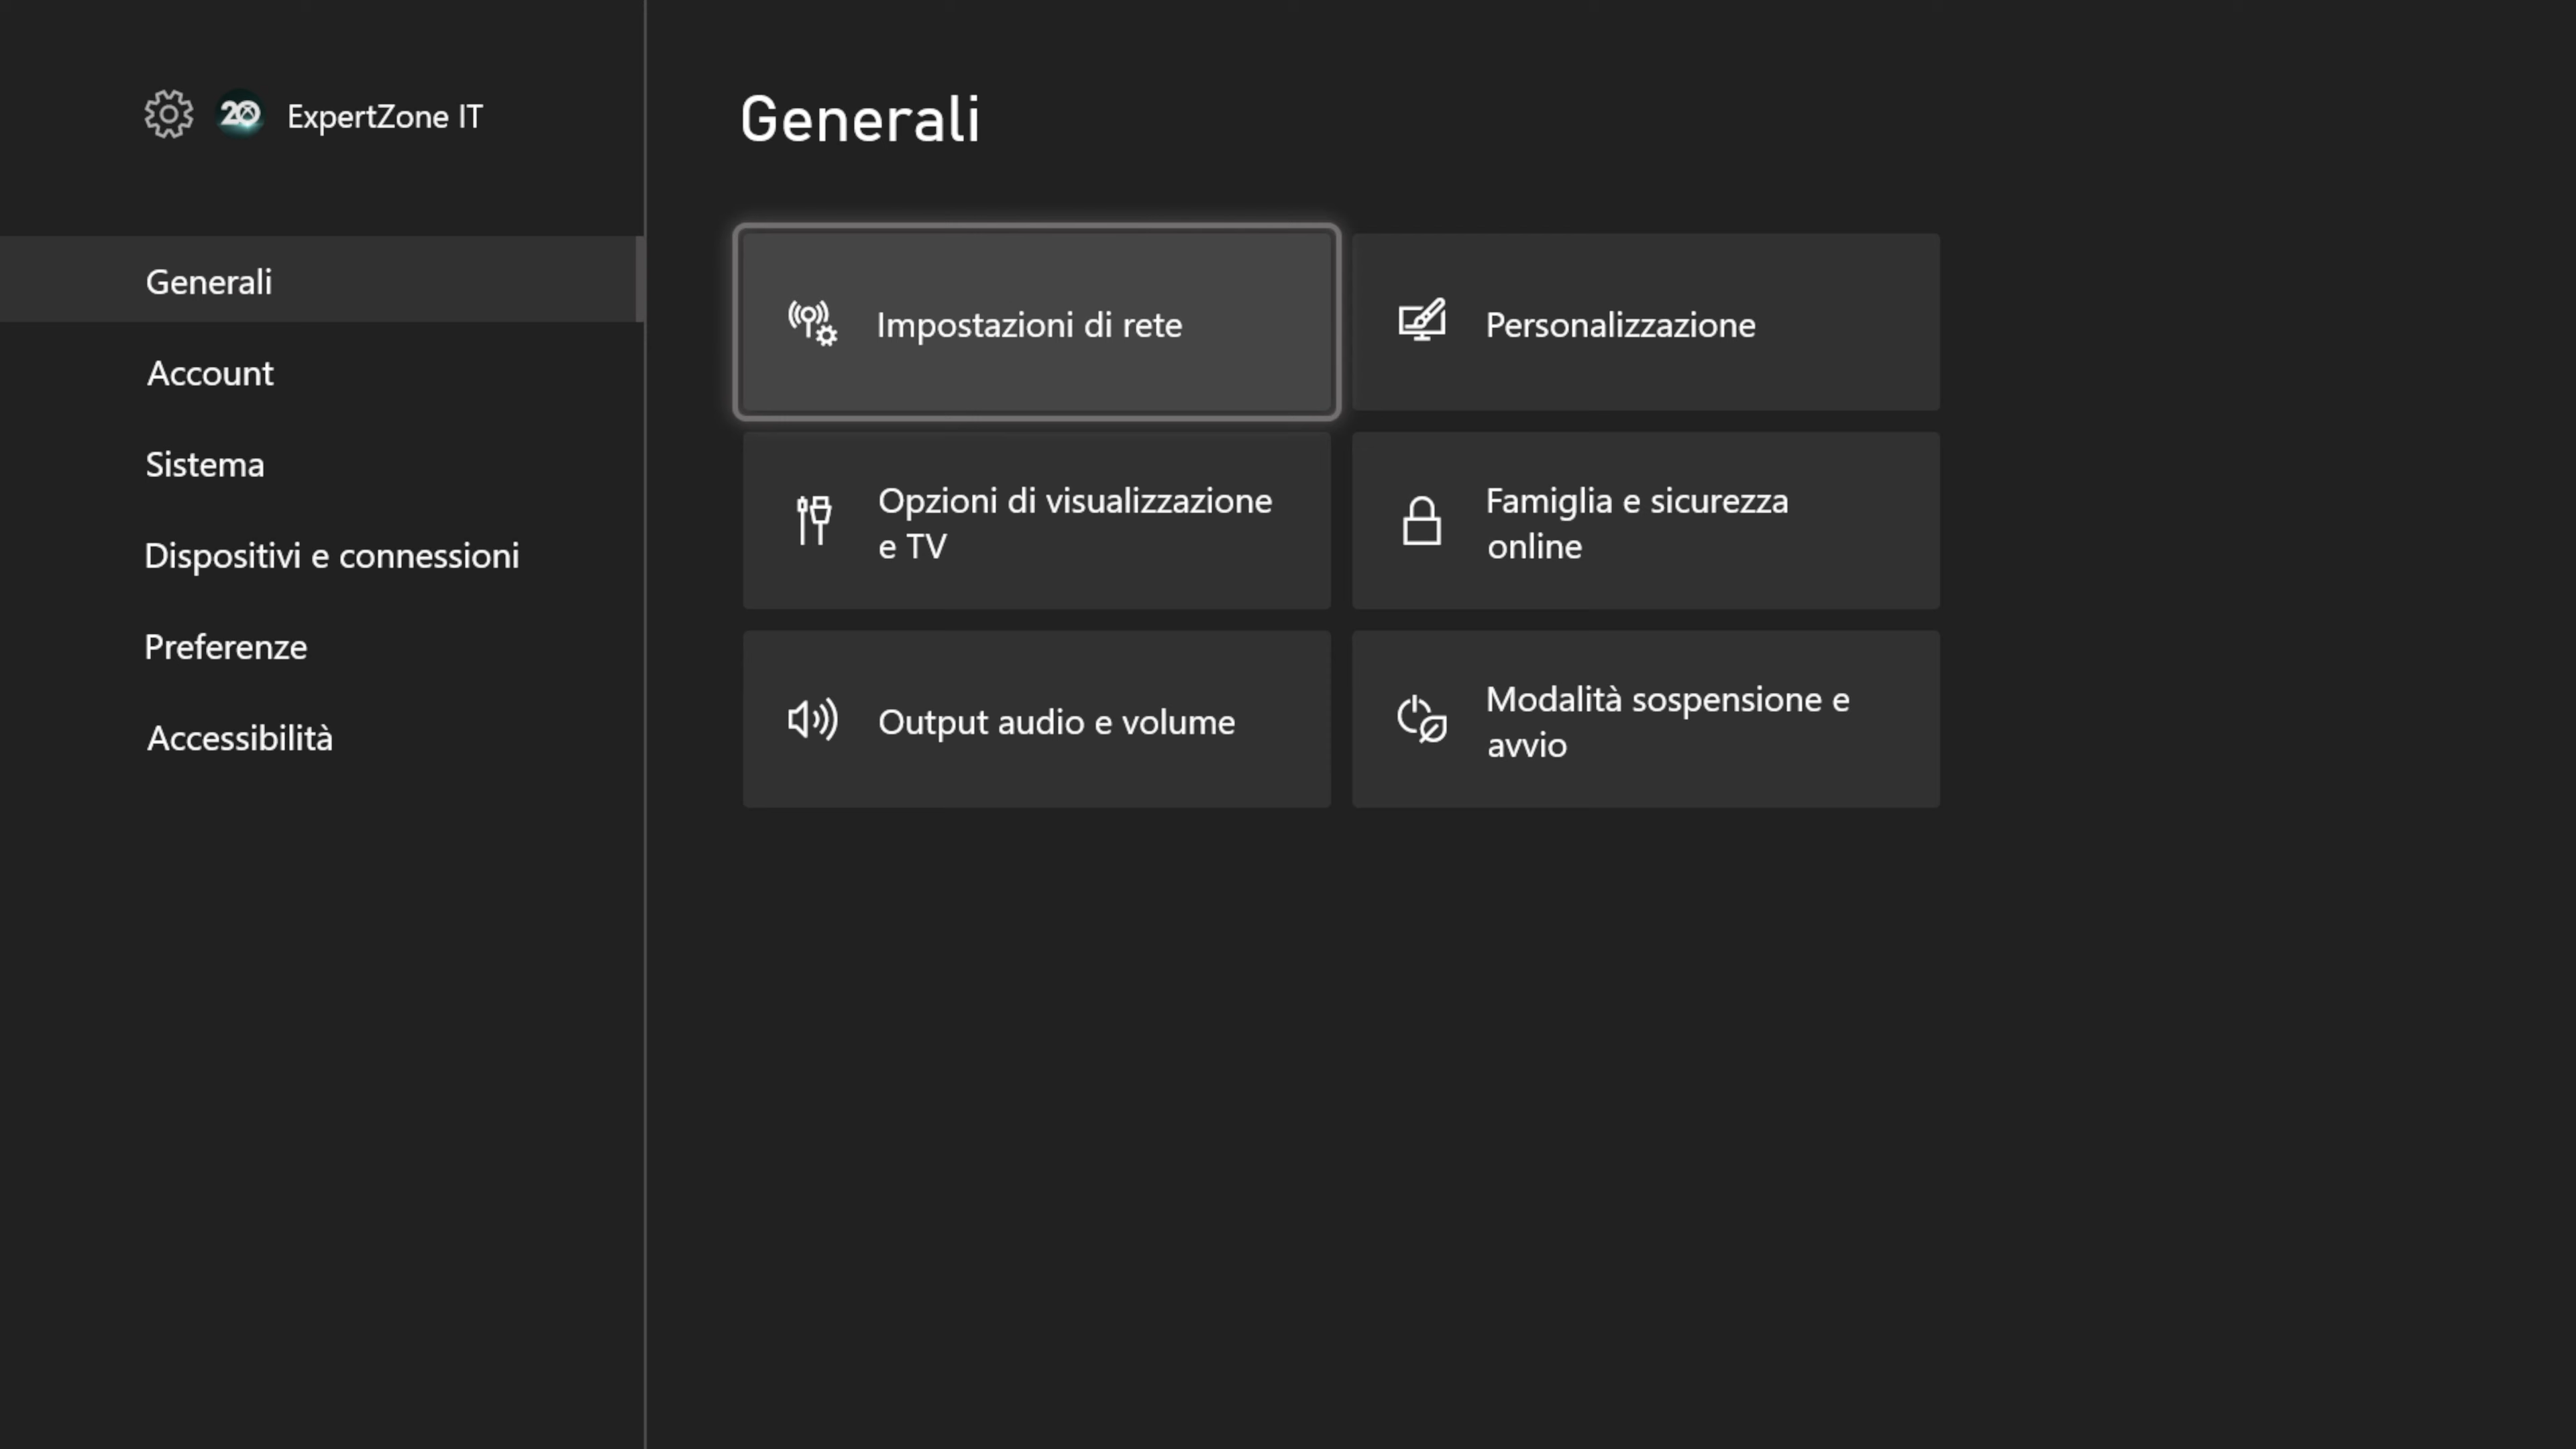 20 ExpertZone IT
Generali
Account
Sistema
Dispositivi e connessioni
Preferenze
Accessibilità
Generali
Impostazioni di rete
Personalizzazione
Opzioni di visualizzazione
e TV
Famiglia e sicurezza
online
Output audio e volume
Modalità sospensione e
avvio